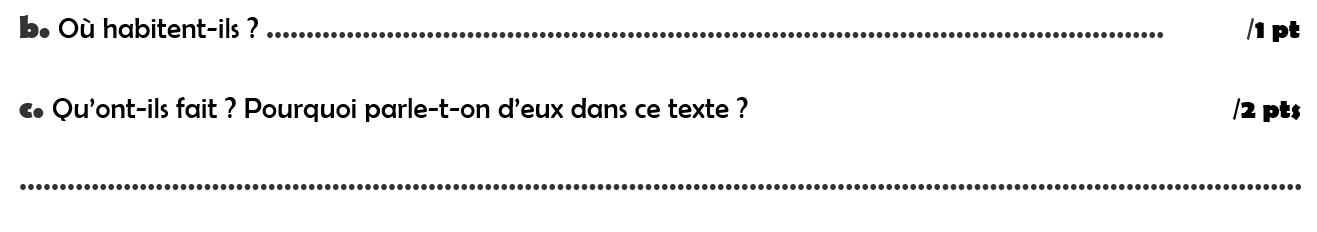 b. Où habitent-ils ? ................................................................................................................ /1 pt
c. Qu'ont-ils fait ? Pourquoi parle-t-on d'eux dans ce texte ? /2 pts
................................................................................................................................................................